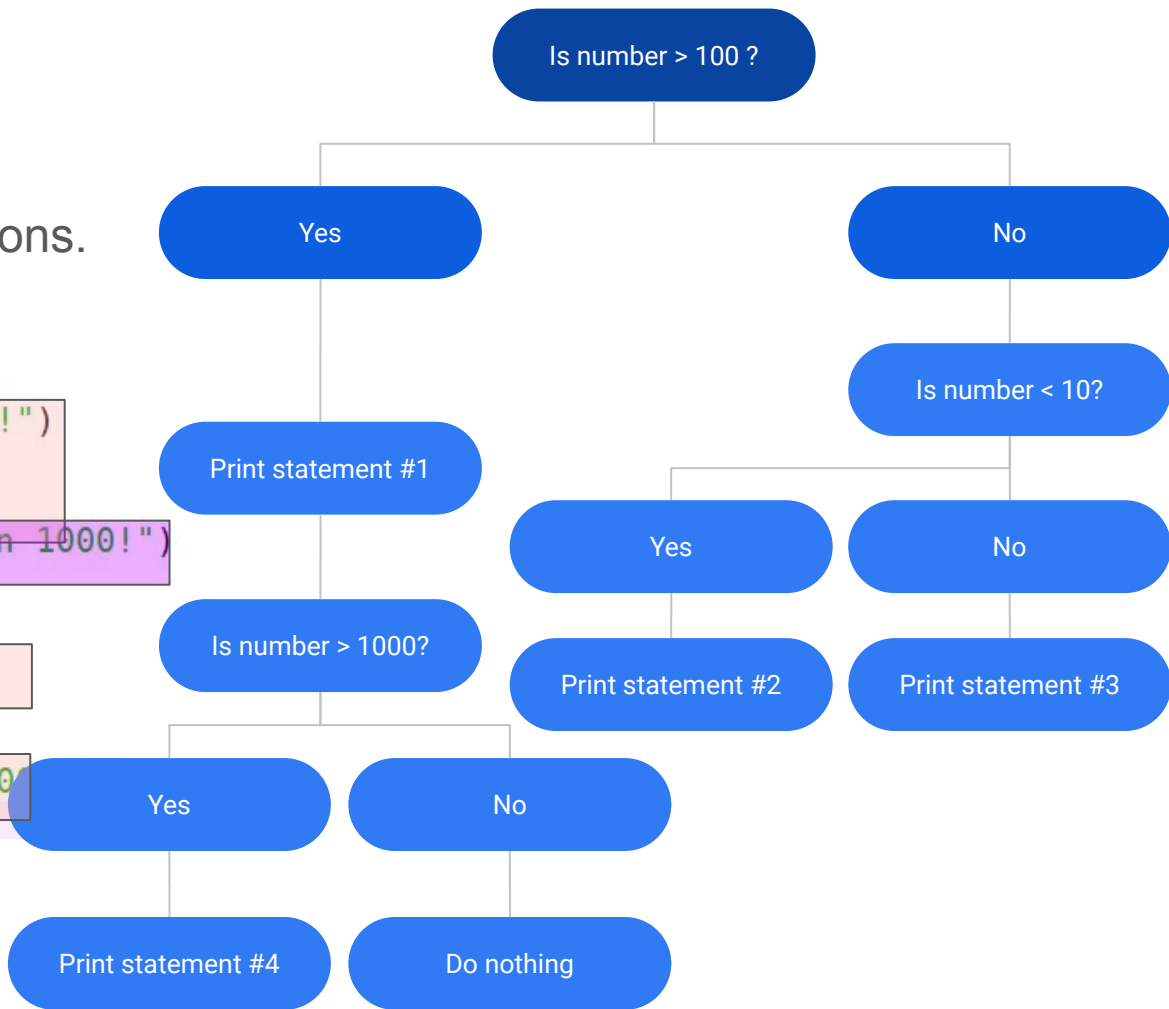 Is number > 100 ?
ons.
Yes
No
Is number < 10?
!")
Print statement #1
n 1000!")
Yes
No
Is number > 1000?
Print statement #2
Print statement #3
Yes
No
Print statement #4
Do nothing